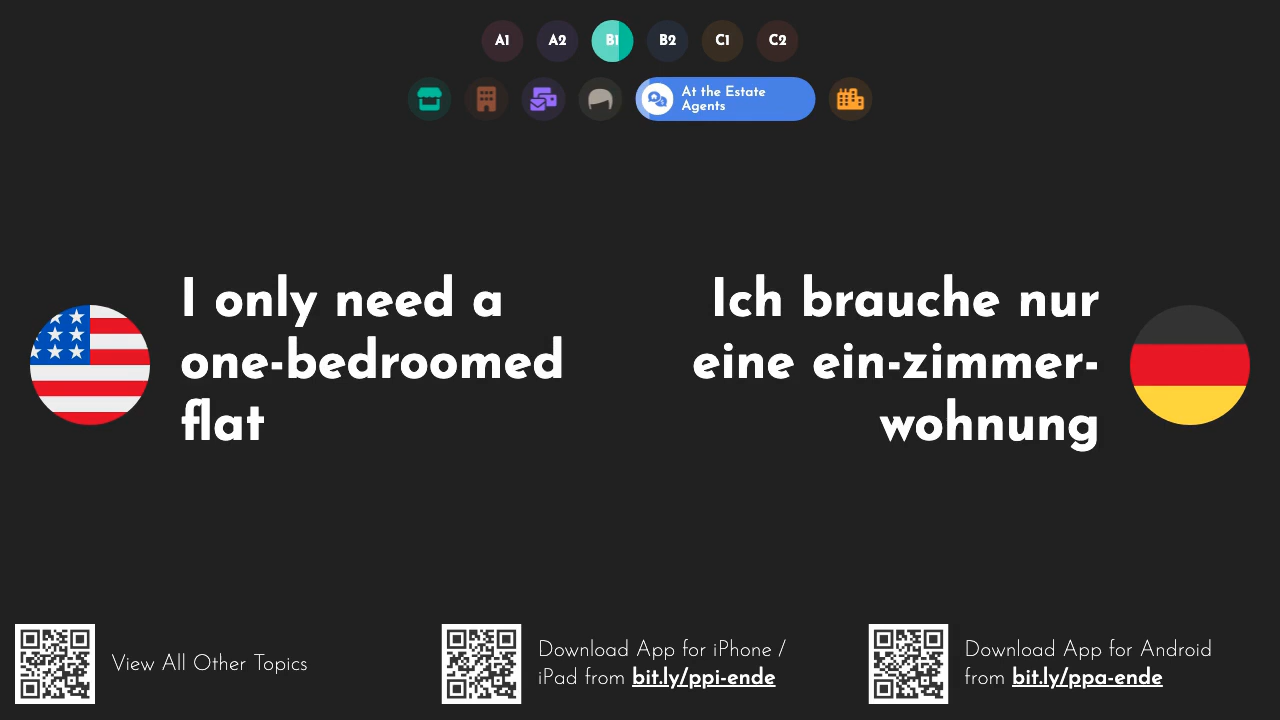 A1 A2 B1 B2 C1 C2
At the Estate
Agents
I only need a
one-bedroomed
flat
Ich brauche nur
eine ein-zimmer-
wohnung
View All Other Topics
Download App for iPhone /
iPad from bit.ly/ppi-ende
Download App for Android
from bit.ly/ppa-ende